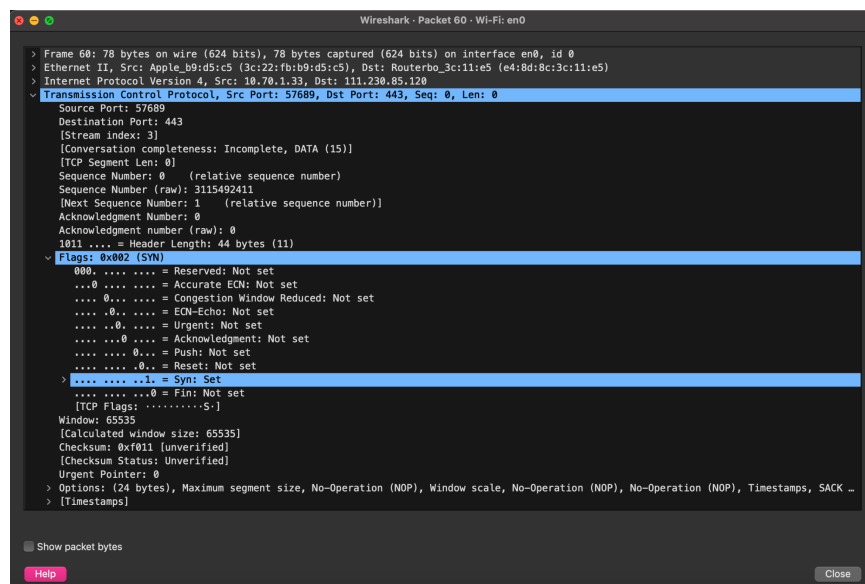 Wireshark · Packet 60 · Wi-Fi: en0
> Frame 60: 78 bytes on wire (624 bits), 78 bytes captured (624 bits) on interface en0, id 0
> Ethernet II, Src: Apple_b9:d5:c5 (3c:22:fb:b9:d5:c5), Dst: Routerbo_3c:11:e5 (e4:8d:8c:3c:11:e5)
> Internet Protocol Version 4, Src: 10.70.1.33, Dst: 111.230.85.120
Transmission Control Protocol, Src Port: 57689, Dst Port: 443, Seq: 0, Len: 0
Source Port: 57689
Destination Port: 443
[Stream index: 3]
[Conversation completeness: Incomplete, DATA (15)]
[TCP Segment Len: 0]
Sequence Number: 0    (relative sequence number)
Sequence Number (raw): 3115492411
[Next Sequence Number: 1    (relative sequence number)]
Acknowledgment Number: 0
Acknowledgment number (raw): 0
1011 .... = Header Length: 44 bytes (11)
Flags: 0x002 (SYN)
000. .... .... = Reserved: Not set
...0 .... .... = Accurate ECN: Not set
.... 0... .... = Congestion Window Reduced: Not set
.... .0.. .... = ECN-Echo: Not set
.... ..0. .... = Urgent: Not set
.... ...0 .... = Acknowledgment: Not set
.... .... 0... = Push: Not set
.... .... .0.. = Reset: Not set
> .... .... ..1. = Syn: Set
.... .... ...0 = Fin: Not set
[TCP Flags: ··········S·]
Window: 65535
[Calculated window size: 65535]
Checksum: 0xf011 [unverified]
[Checksum Status: Unverified]
Urgent Pointer: 0
> Options: (24 bytes), Maximum segment size, No-Operation (NOP), Window scale, No-Operation (NOP), No-Operation (NOP), Timestamps, SACK …
> [Timestamps]
Show packet bytes
Help
Close